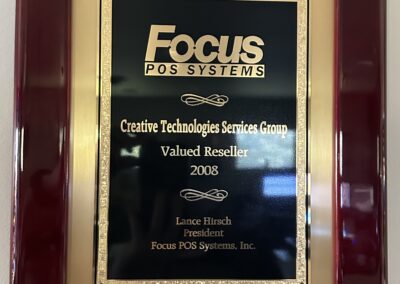 Focus
POS SYSTEMS
Creative Technologies Services Group
Valued Reseller
2008
Lance Hirsch
President
Focus POS Systems, Inc.